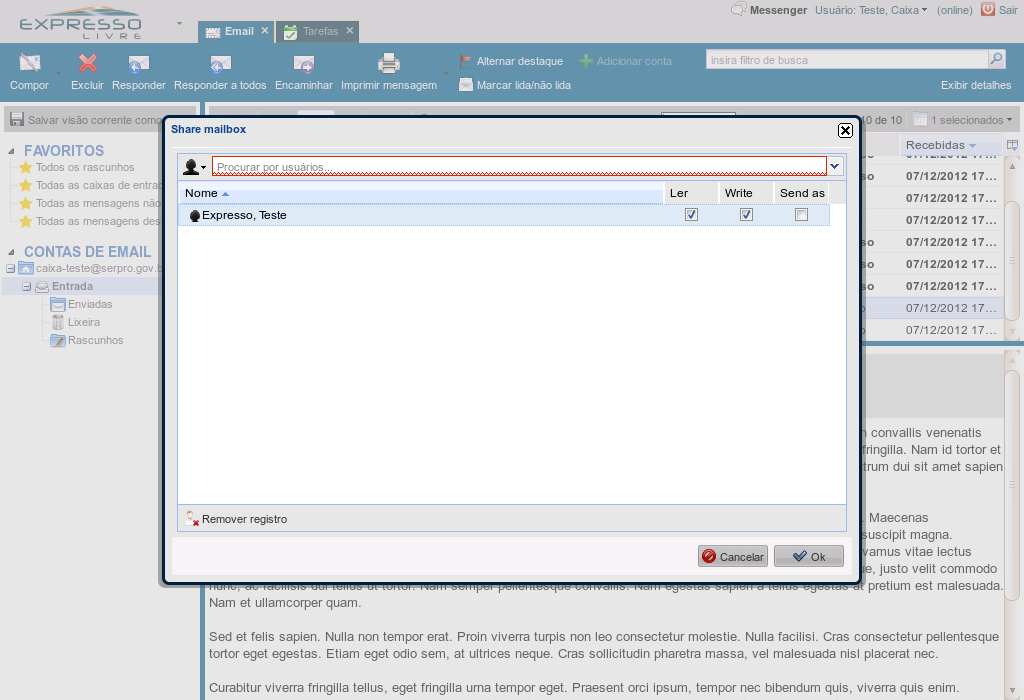 EXPRESSO
LIVRE
Email
Tarefas
Messenger
Usuário: Teste, Caixa
(online)
Sair
Compor
Excluir
Responder
Responder a todos
Encaminhar
Imprimir mensagem
Alternar destaque
Adicionar conta
Marcar lida/não lida
insira filtro de busca
Exibir detalhes
Salvar visão corrente como
10 de 10
1 selecionados
FAVORITOS
Todos os rascunhos
Todas as caixas de entra
Todas as mensagens não
Todas as mensagens des
CONTAS DE EMAIL
caixa-teste@serpro.gov.b
Entrada
Enviadas
Lixeira
Rascunhos
Share mailbox
Procurar por usuários...
Nome
Ler
Write
Send as
Expresso, Teste
Remover registro
Cancelar
Ok
Recebidas
07/12/2012 17...
07/12/2012 17...
07/12/2012 17...
07/12/2012 17...
so 07/12/2012 17...
so 07/12/2012 17...
so 07/12/2012 17...
07/12/2012 17...
07/12/2012 17...
convallis venenatis
fringilla. Nam id tortor et
trum dui sit amet sapien
. Maecenas
suscipit magna.
vamus vitae lectus
ue, justo velit commodo
nunc, ac facilisis dui tellus ut tortor. Nam semper pellentesque convallis. Nam egestas sapien a tellus egestas at pretium est malesuada.
Nam et ullamcorper quam.
Sed et felis sapien. Nulla non tempor erat. Proin viverra turpis non leo consectetur molestie. Nulla facilisi. Cras consectetur pellentesque
tortor eget egestas. Etiam eget odio sem, at ultrices neque. Cras sollicitudin pharetra massa, vel malesuada nisl placerat nec.
Curabitur viverra fringilla tellus, eget fringilla urna tempor eget. Praesent orci ipsum, tempor nec bibendum quis, viverra quis enim.